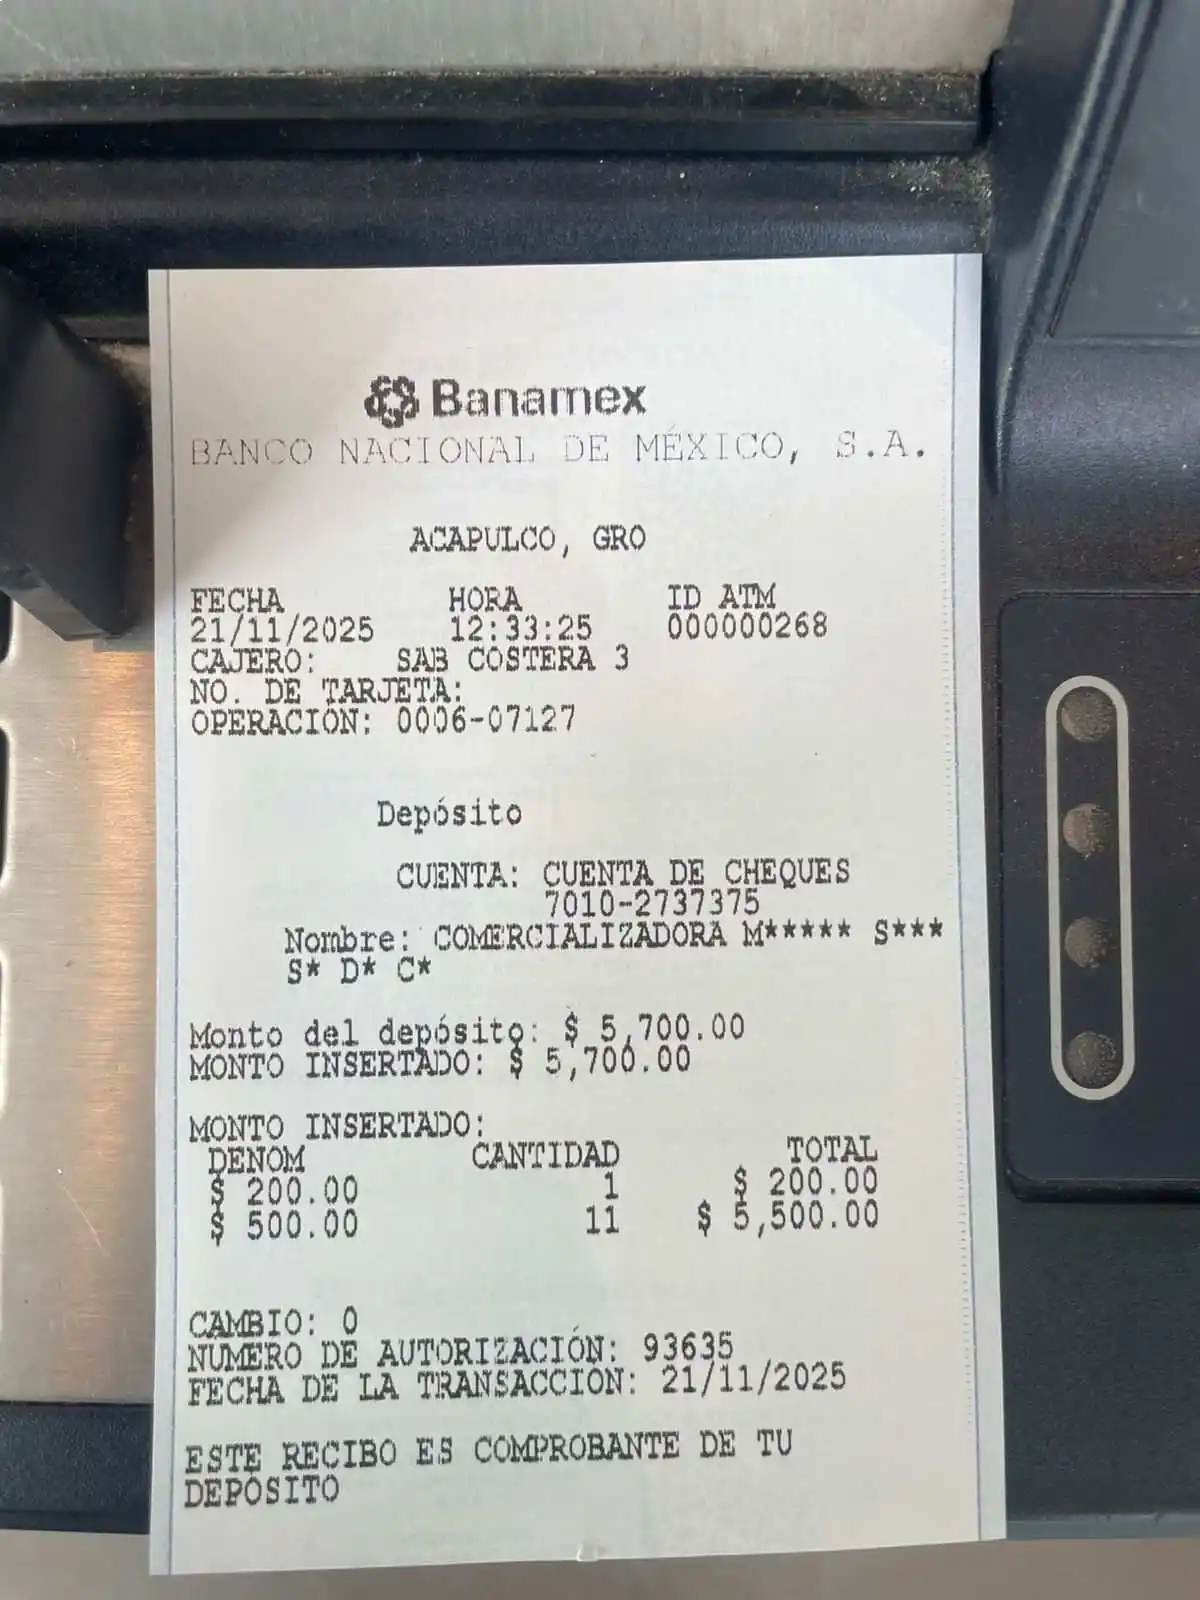 Banamex
BANCO NACIONAL DE MÉXICO, S.A.
ACAPULCO, GRO
FECHA HORA ID ATM
21/11/2025 12:33:25 000000268
CAJERO: SAB COSTERA 3
NO. DE TARJETA:
OPERACIÓN: 0006-07127
Depósito
CUENTA: CUENTA DE CHEQUES
7010-2737375
Nombre: COMERCIALIZADORA M***** S***
S* D* C*
Monto del depósito: $ 5,700.00
MONTO INSERTADO: $ 5,700.00
MONTO INSERTADO:
DENOM CANTIDAD TOTAL
$ 200.00 1 $ 200.00
$ 500.00 11 $ 5,500.00
CAMBIO: 0
NÚMERO DE AUTORIZACIÓN: 93635
FECHA DE LA TRANSACCIÓN: 21/11/2025
ESTE RECIBO ES COMPROBANTE DE TU
DEPÓSITO